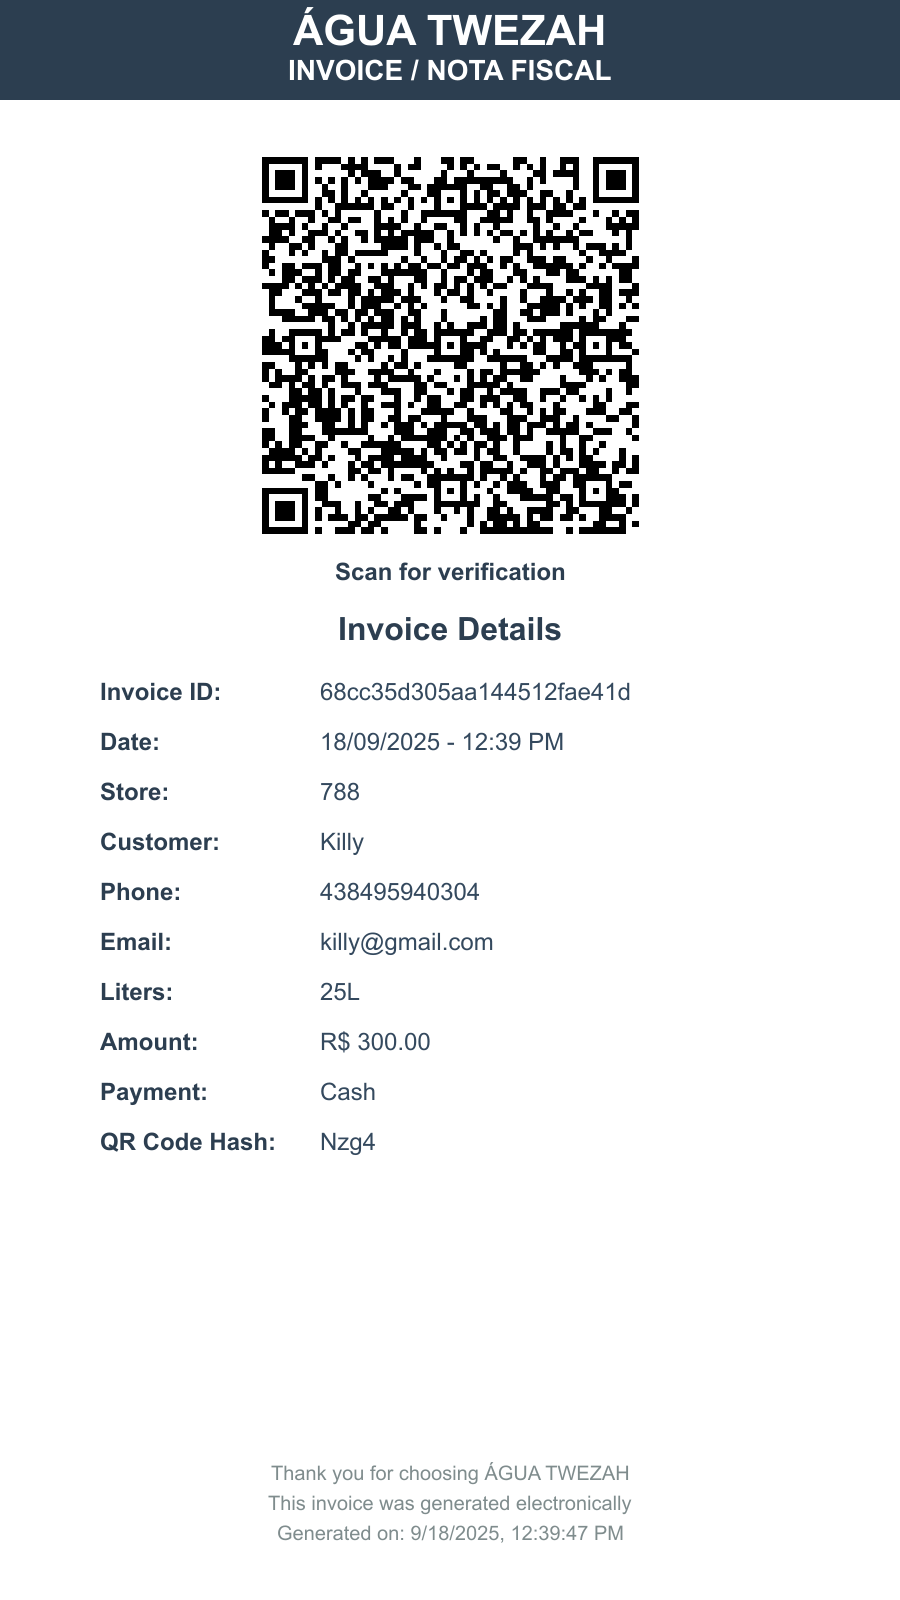 ÁGUA TWEZAH
INVOICE / NOTA FISCAL
Scan for verification
Invoice Details
Invoice ID: 68cc35d305aa144512fae41d
Date: 18/09/2025 - 12:39 PM
Store: 788
Customer: Killy
Phone: 438495940304
Email: killy@gmail.com
Liters: 25L
Amount: R$ 300.00
Payment: Cash
QR Code Hash: Nzg4
Thank you for choosing ÁGUA TWEZAH
This invoice was generated electronically
Generated on: 9/18/2025, 12:39:47 PM